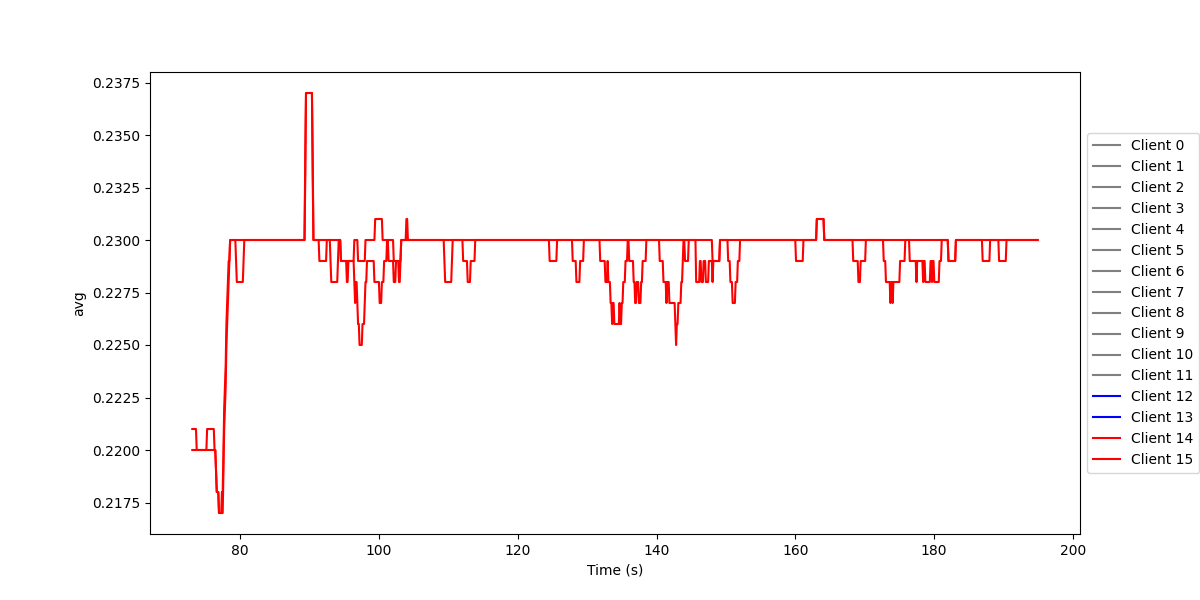 0.2375
0.2350
0.2325
0.2300
0.2275
0.2250
0.2225
0.2200
0.2175
avg
80 100 120 140 160 180 200
Time (s)
Client 0
Client 1
Client 2
Client 3
Client 4
Client 5
Client 6
Client 7
Client 8
Client 9
Client 10
Client 11
Client 12
Client 13
Client 14
Client 15